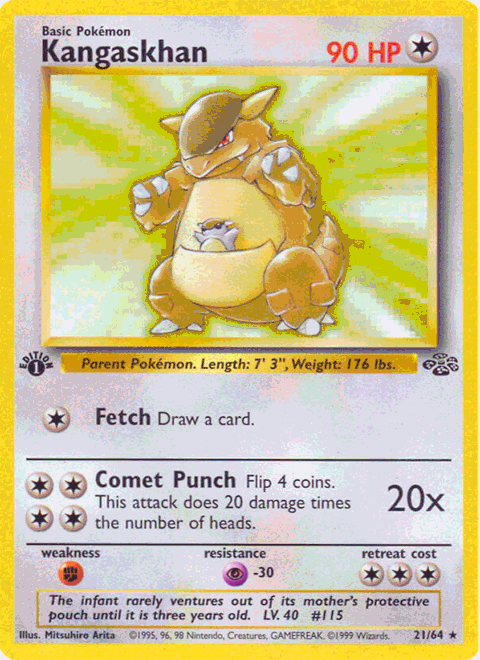 Basic Pokémon
Kangaskhan
90 HP
EDITION
1
Parent Pokémon. Length: 7' 3", Weight: 176 lbs.
Fetch Draw a card.
Comet Punch Flip 4 coins.
This attack does 20 damage times
the number of heads.
20x
weakness
resistance
retreat cost
-30
The infant rarely ventures out of its mother's protective
pouch until it is three years old. LV. 40 #115
Illus. Mitsuhiro Arita ©1995, 96, 98 Nintendo, Creatures, GAMEFREAK. ©1999 Wizards. 21/64 ★